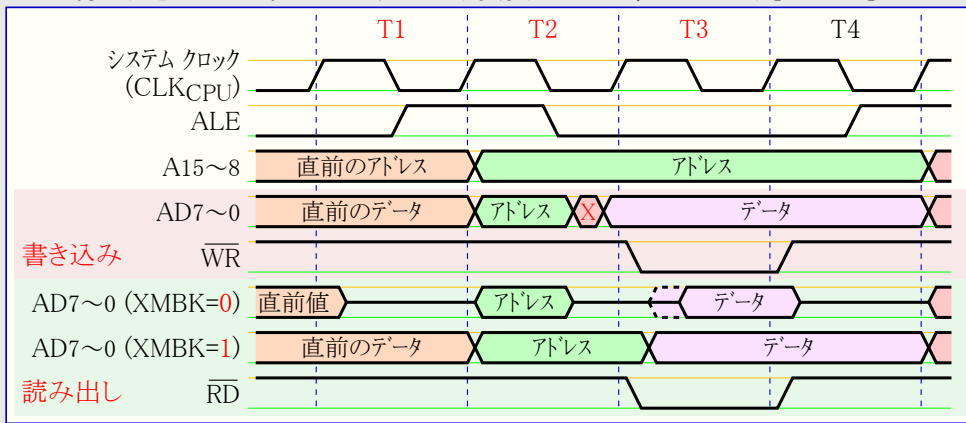 T1 T2 T3 T4
システム クロック
(CLKCPU)
ALE
A15～8 直前のアドレス アドレス
AD7～0 直前のデータ アドレス X データ
書き込み WR
AD7～0 (XMBK=0) 直前値 アドレス データ
AD7～0 (XMBK=1) 直前のデータ アドレス データ
読み出し RD